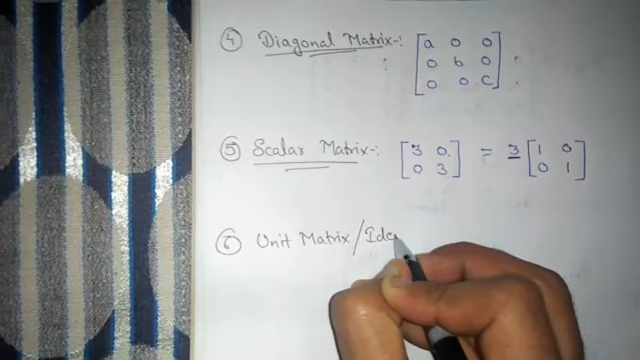 ④ Diagonal Matrix-: [a 0 0
0 b 0
0 0 c]
⑤ Scalar Matrix-: [3 0
0 3] = 3 [1 0
0 1]
⑥ Unit Matrix/Ide